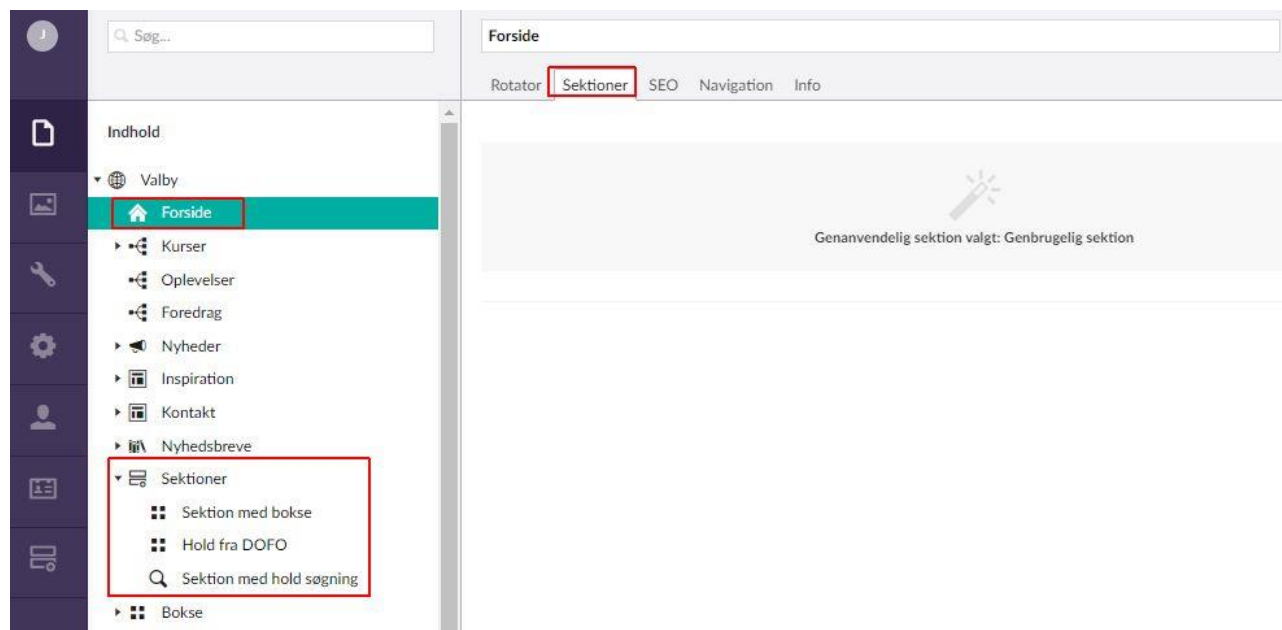 J
Søg...
Forside
Rotator Sektioner SEO Navigation Info
Indhold
Valby
Forside
Kurser
Oplevelser
Foredrag
Nyheder
Inspiration
Kontakt
Nyhedsbreve
Sektioner
Sektion med bokse
Hold fra DOFO
Sektion med hold søgning
Bokse
Genanvendelig sektion valgt: Genbrugelig sektion